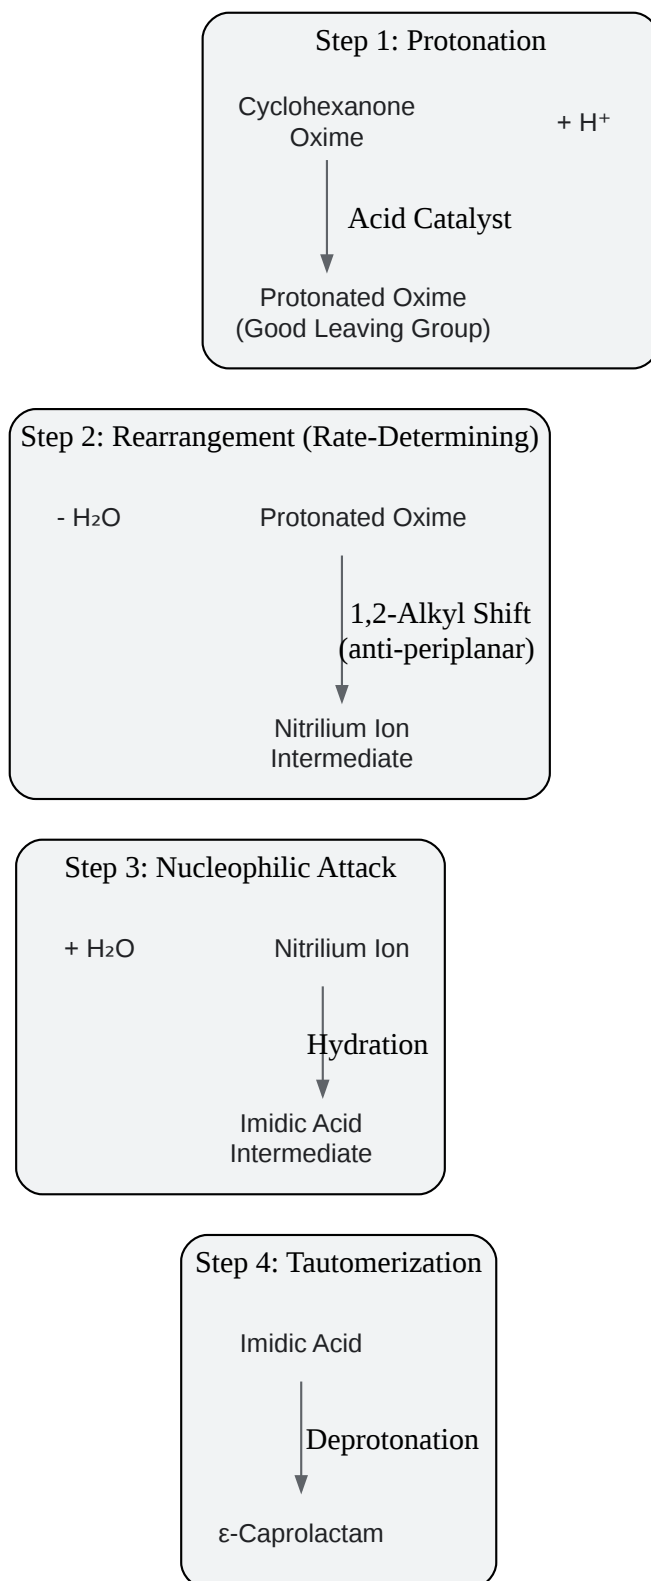 Step 1: Protonation
Cyclohexanone
Oxime
+ H⁺
Acid Catalyst
Protonated Oxime
(Good Leaving Group)
Step 2: Rearrangement (Rate-Determining)
- H₂O
Protonated Oxime
1,2-Alkyl Shift
(anti-periplanar)
Nitrilium Ion
Intermediate
Step 3: Nucleophilic Attack
+ H₂O
Nitrilium Ion
Hydration
Imidic Acid
Intermediate
Step 4: Tautomerization
Imidic Acid
Deprotonation
ε-Caprolactam